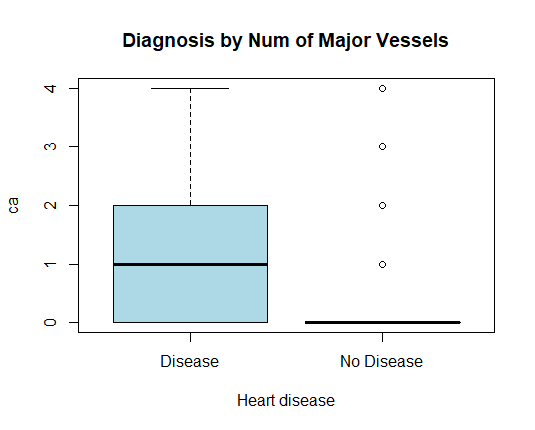 Diagnosis by Num of Major Vessels
4
3
2
1
0
ca
Disease
No Disease
Heart disease